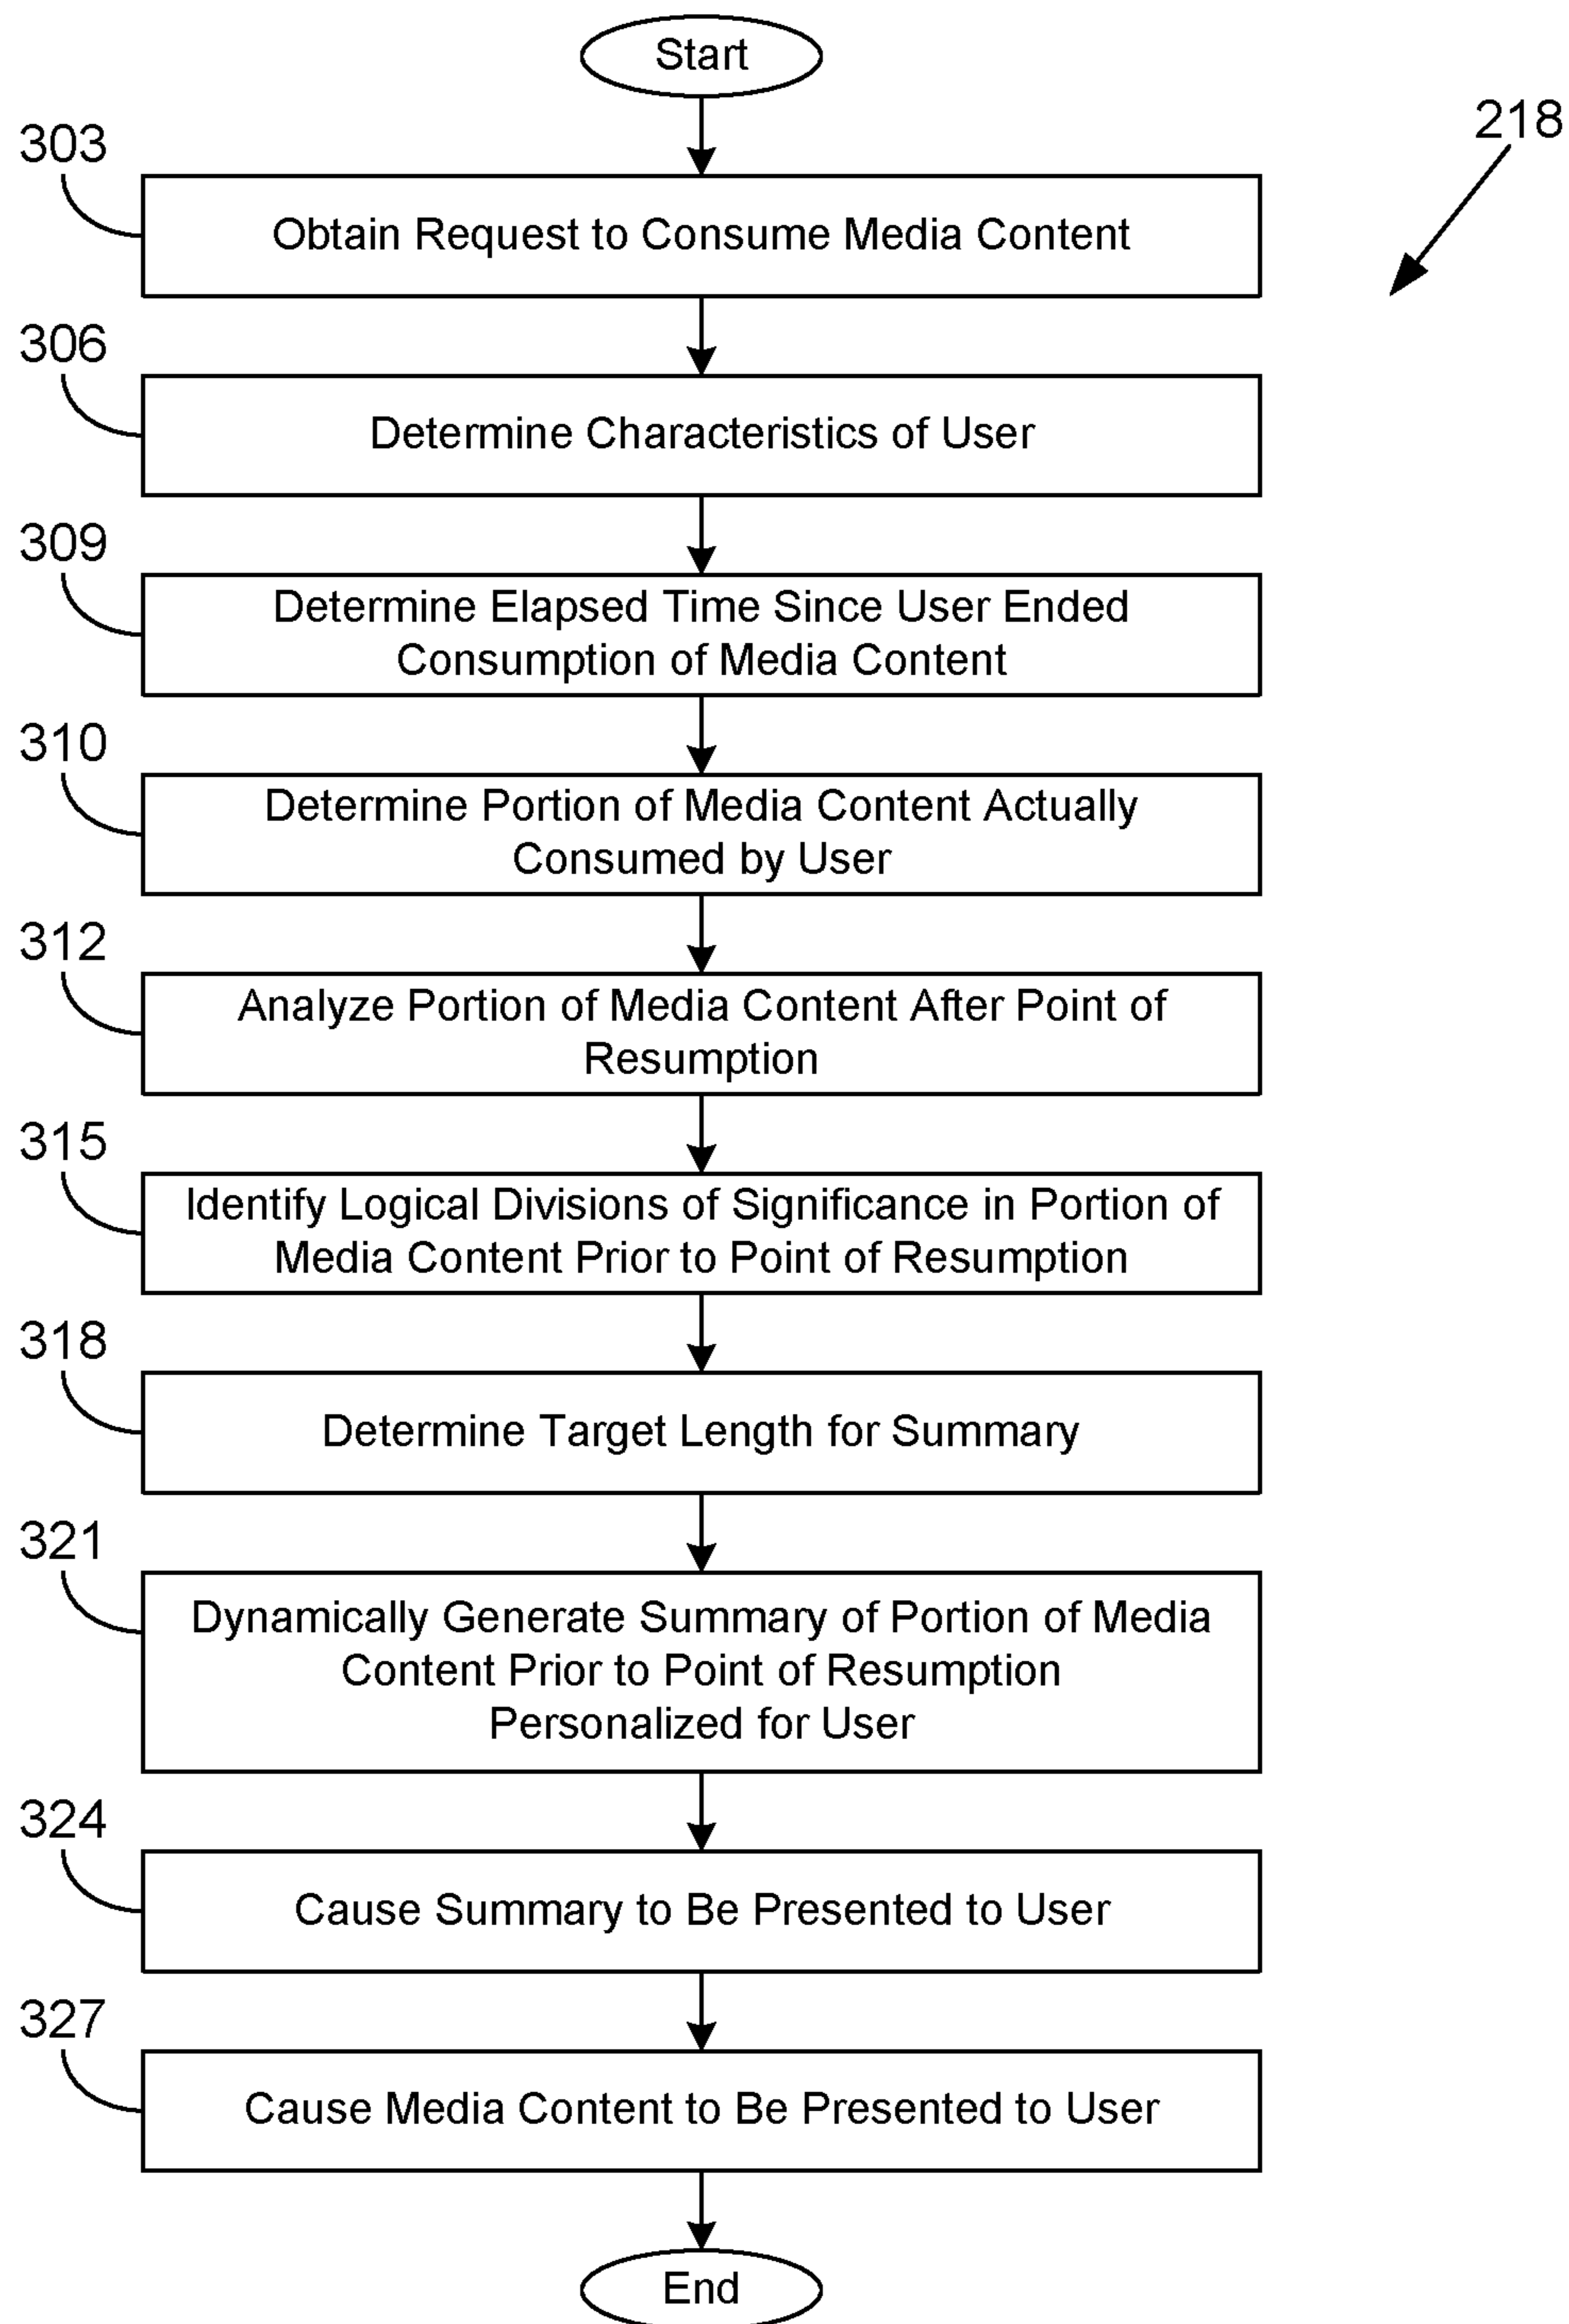 Start
218
303
Obtain Request to Consume Media Content
306
Determine Characteristics of User
309
Determine Elapsed Time Since User Ended
Consumption of Media Content
310
Determine Portion of Media Content Actually
Consumed by User
312
Analyze Portion of Media Content After Point of
Resumption
315
Identify Logical Divisions of Significance in Portion of
Media Content Prior to Point of Resumption
318
Determine Target Length for Summary
321
Dynamically Generate Summary of Portion of Media
Content Prior to Point of Resumption
Personalized for User
324
Cause Summary to Be Presented to User
327
Cause Media Content to Be Presented to User
End